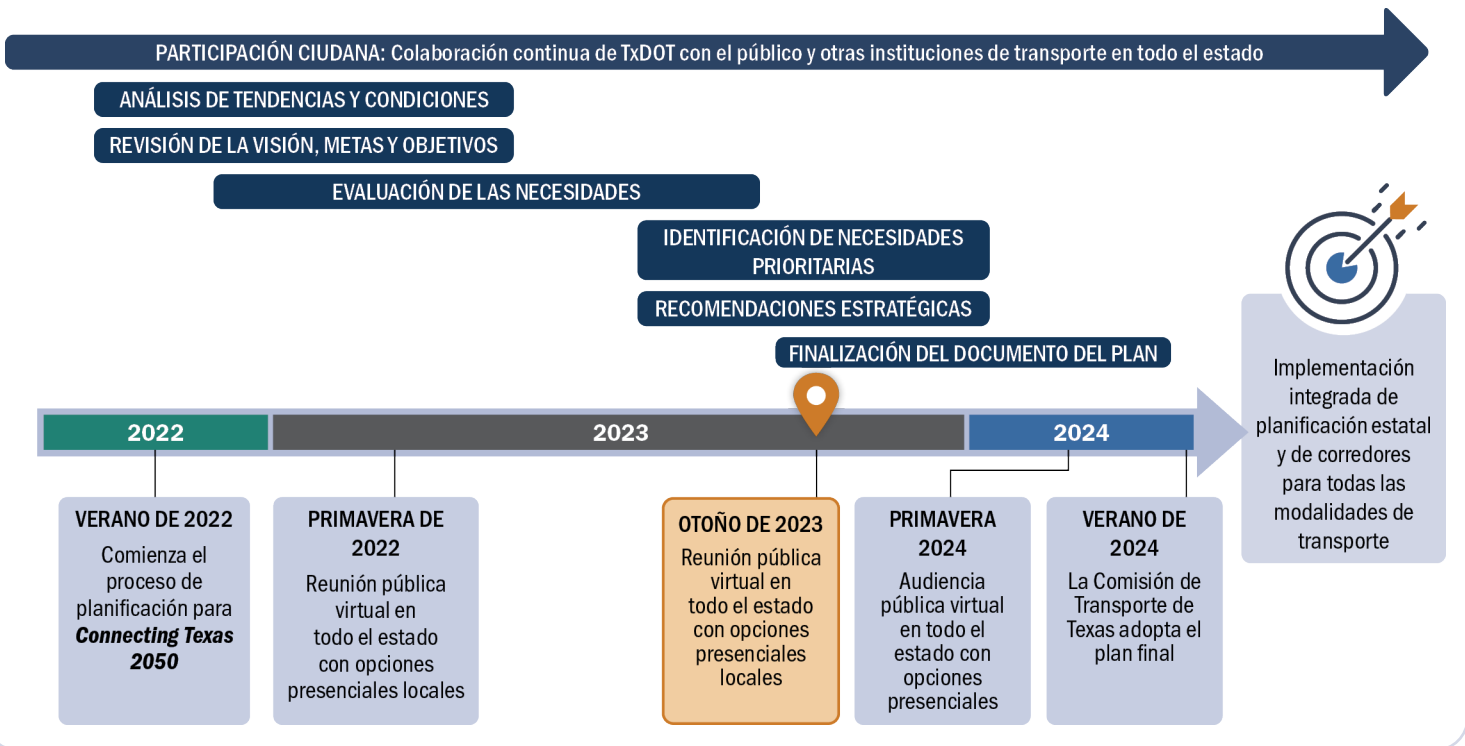 PARTICIPACIÓN CIUDANA: Colaboración continua de TxDOT con el público y otras instituciones de transporte en todo el estado
ANÁLISIS DE TENDENCIAS Y CONDICIONES
REVISIÓN DE LA VISIÓN, METAS Y OBJETIVOS
EVALUACIÓN DE LAS NECESIDADES
IDENTIFICACIÓN DE NECESIDADES
PRIORITARIAS
RECOMENDACIONES ESTRATÉGICAS
FINALIZACIÓN DEL DOCUMENTO DEL PLAN
2022
2023
2024
VERANO DE 2022
Comienza el
proceso de
planificación para
Connecting Texas
2050
PRIMAVERA DE
2022
Reunión pública
virtual en
todo el estado
con opciones
presenciales locales
OTOÑO DE 2023
Reunión pública
virtual en
todo el estado
con opciones
presenciales
locales
PRIMAVERA
2024
Audiencia
pública virtual
en todo el
estado con
opciones
presenciales
VERANO DE
2024
La Comisión de
Transporte de
Texas adopta el
plan final
Implementación
integrada de
planificación estatal
y de corredores
para todas las
modalidades de
transporte